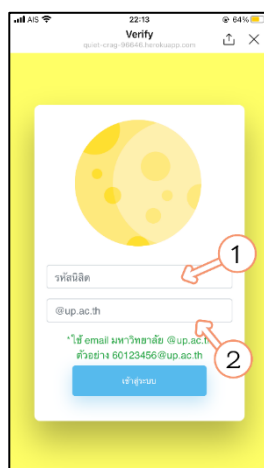 AIS 22:13 64%
Verify
quiet-crag-96646.herokuapp.com
1
รหัสนิสิต
@up.ac.th
*ใช้ email มหาวิทยาลัย @up.ac.th
2
ตัวอย่าง 60123456@up.ac.th
เข้าสู่ระบบ